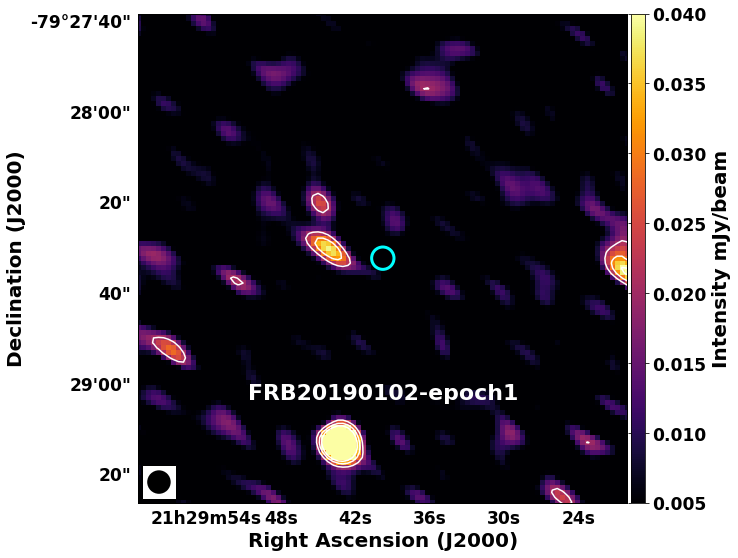 -79°27'40"
28'00"
20"
40"
29'00"
20"
Declination (J2000)
FRB20190102-epoch1
21h29m54s 48s 42s 36s 30s 24s
Right Ascension (J2000)
0.040
0.035
0.030
0.025
0.020
0.015
0.010
0.005
Intensity mJy/beam